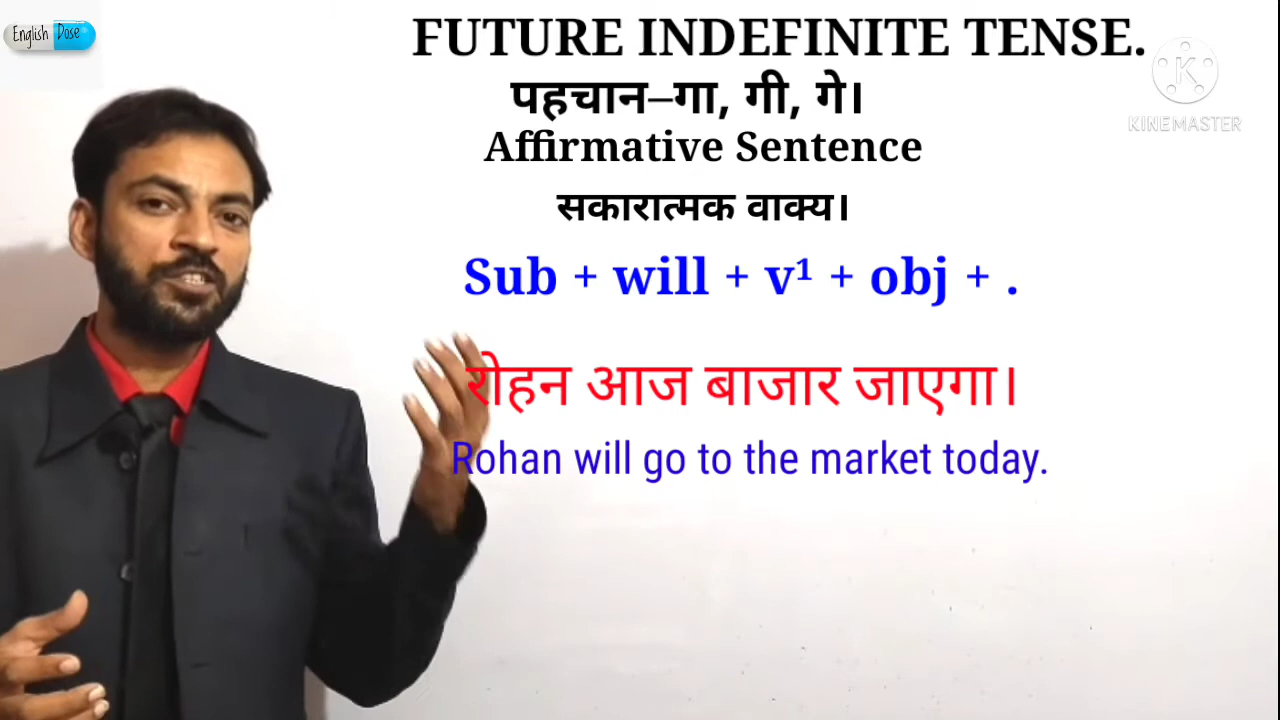 English Dose
FUTURE INDEFINITE TENSE.
पहचान–गा, गी, गे।
Affirmative Sentence
सकारात्मक वाक्य।
Sub + will + v¹ + obj + .
रोहन आज बाजार जाएगा।
Rohan will go to the market today.
K
KINEMASTER